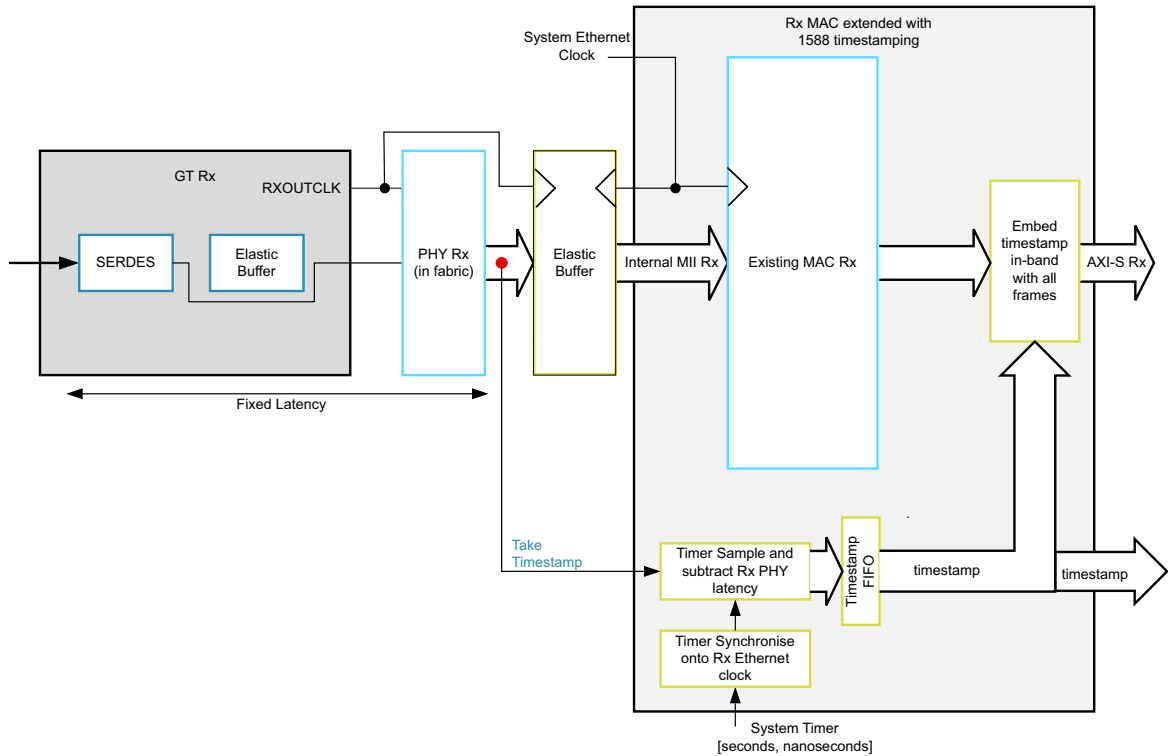 Rx MAC extended with
1588 timestamping
System Ethernet
Clock
GT Rx
RXOUTCLK
SERDES
Elastic
Buffer
PHY Rx
(in fabric)
Elastic
Buffer
Internal MII Rx
Existing MAC Rx
Embed
timestamp
in-band
with all
frames
AXI-S Rx
Fixed Latency
Take
Timestamp
Timer Sample and
subtract Rx PHY
latency
Timestamp
FIFO
timestamp
timestamp
Timer Synchronise
onto Rx Ethernet
clock
System Timer
[seconds, nanoseconds]